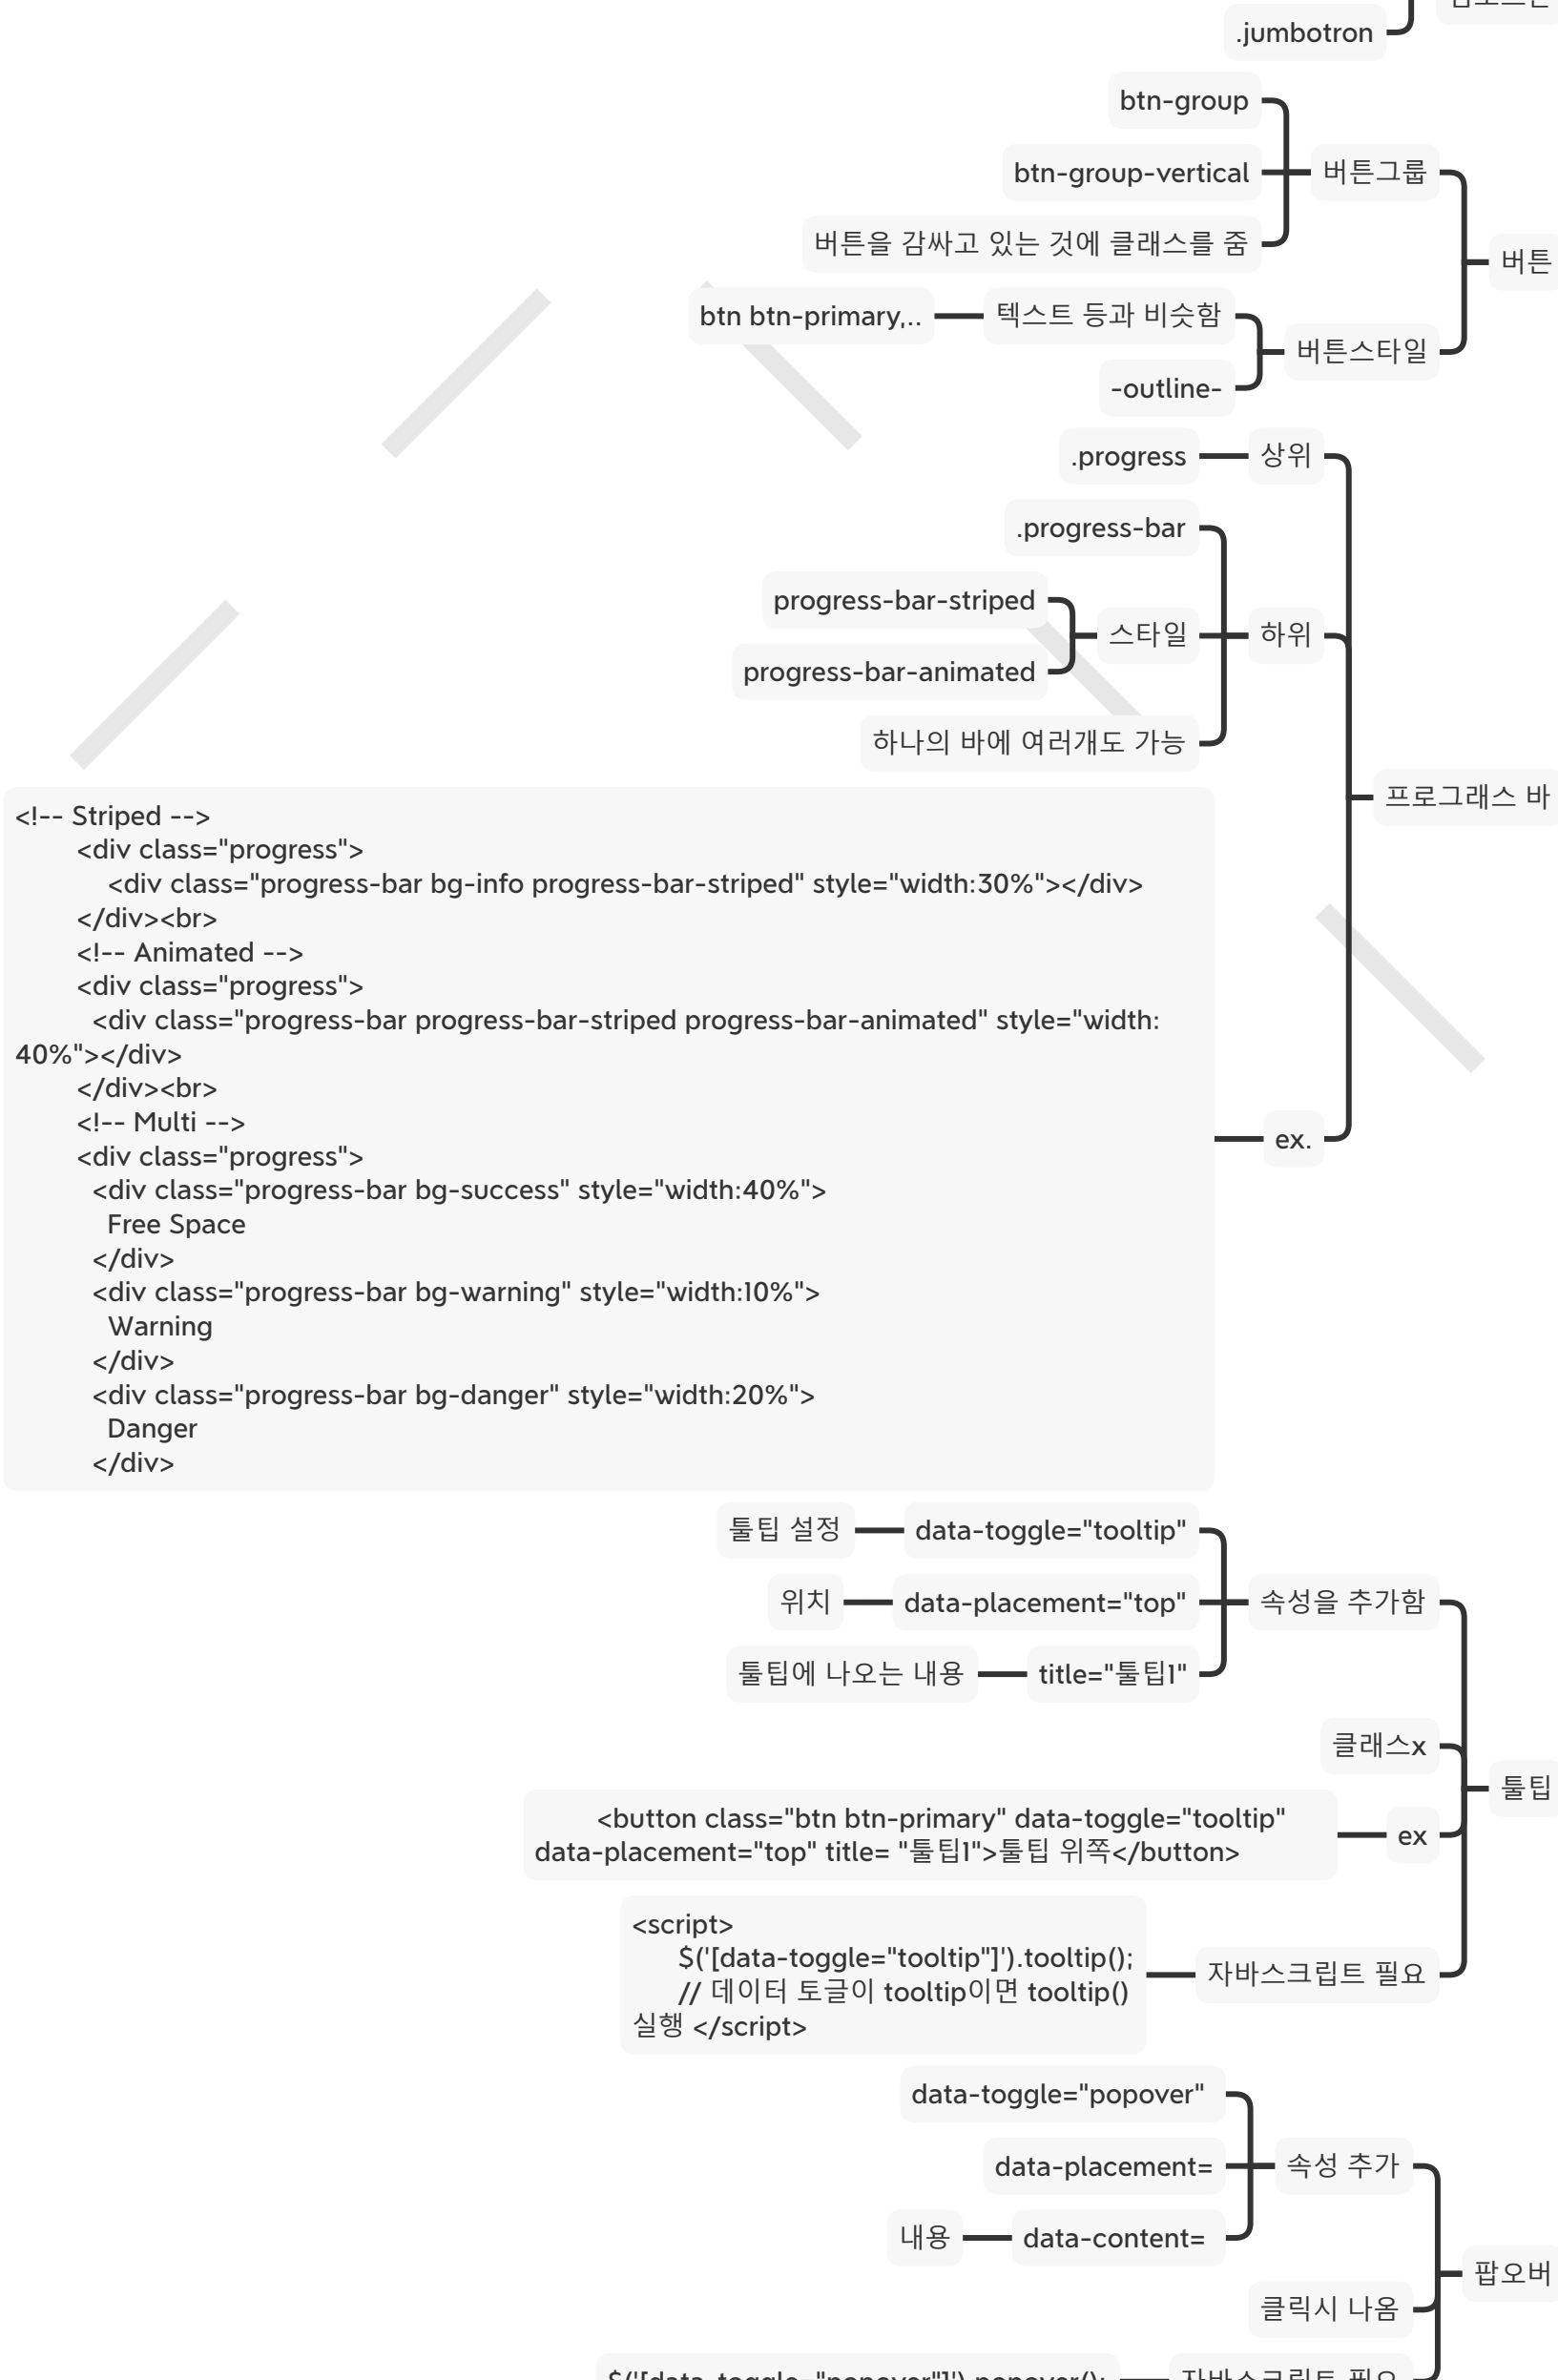 .jumbotron
btn-group
btn-group-vertical
버튼그룹
버튼을 감싸고 있는 것에 클래스를 줌
버튼
btn btn-primary,..
텍스트 등과 비슷함
버튼스타일
-outline-
.progress
상위
.progress-bar
progress-bar-striped
스타일
하위
progress-bar-animated
하나의 바에 여러개도 가능
프로그래스 바
<!-- Striped -->
<div class="progress">
<div class="progress-bar bg-info progress-bar-striped" style="width:30%"></div>
</div><br>
<!-- Animated -->
<div class="progress">
<div class="progress-bar progress-bar-striped progress-bar-animated" style="width:
40%"></div>
</div><br>
<!-- Multi -->
<div class="progress">
<div class="progress-bar bg-success" style="width:40%">
Free Space
</div>
<div class="progress-bar bg-warning" style="width:10%">
Warning
</div>
<div class="progress-bar bg-danger" style="width:20%">
Danger
</div>
ex.
툴팁 설정
data-toggle="tooltip"
위치
data-placement="top"
속성을 추가함
툴팁에 나오는 내용
title="툴팁1"
클래스x
툴팁
<button class="btn btn-primary" data-toggle="tooltip"
data-placement="top" title= "툴팁1">툴팁 위쪽</button>
ex
<script>
$('[data-toggle="tooltip"]').tooltip();
// 데이터 토글이 tooltip이면 tooltip()
실행 </script>
자바스크립트 필요
data-toggle="popover"
data-placement=
속성 추가
내용
data-content=
팝오버
클릭시 나옴
$('[data-toggle="popover"]').popover();
자바스크립트 필요